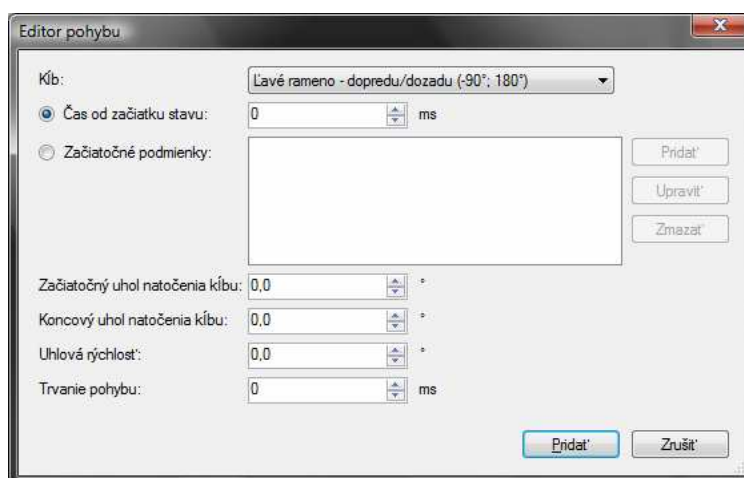 Editor pohybu
Kĺb: Ľavé rameno - dopredu/dozadu (-90°; 180°)
Čas od začiatku stavu: 0 ms
Začiatočné podmienky: Pridať
Upraviť
Zmazať
Začiatočný uhol natočenia kĺbu: 0,0 °
Koncový uhol natočenia kĺbu: 0,0 °
Uhlová rýchlosť: 0,0 °
Trvanie pohybu: 0 ms
Pridať Zrušiť